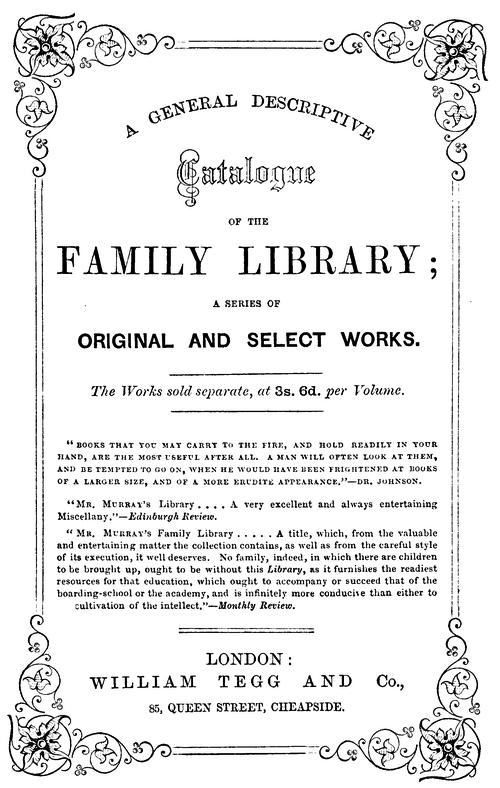 A GENERAL DESCRIPTIVE
Catalogue
OF THE
FAMILY LIBRARY;
A SERIES OF
ORIGINAL AND SELECT WORKS.
The Works sold separate, at 3s. 6d. per Volume.
"BOOKS THAT YOU MAY CARRY TO THE FIRE, AND HOLD READILY IN YOUR
HAND, ARE THE MOST USEFUL AFTER ALL. A MAN WILL OFTEN LOOK AT THEM,
AND BE TEMPTED TO GO ON, WHEN HE WOULD HAVE BEEN FRIGHTENED AT BOOKS
OF A LARGER SIZE, AND OF A MORE ERUDITE APPEARANCE."—DR. JOHNSON.
"MR. MURRAY'S Library.... A very excellent and always entertaining
Miscellany."—Edinburgh Review.
"MR. MURRAY'S Family Library..... A title, which, from the valuable
and entertaining matter the collection contains, as well as from the careful style
of its execution, it well deserves. No family, indeed, in which there are children
to be brought up, ought to be without this Library, as it furnishes the readiest
resources for that education, which ought to accompany or succeed that of the
boarding-school or the academy, and is infinitely more conducive than either to
cultivation of the intellect."—Monthly Review.
LONDON:
WILLIAM TEGG AND Co.,
85, QUEEN STREET, CHEAPSIDE.